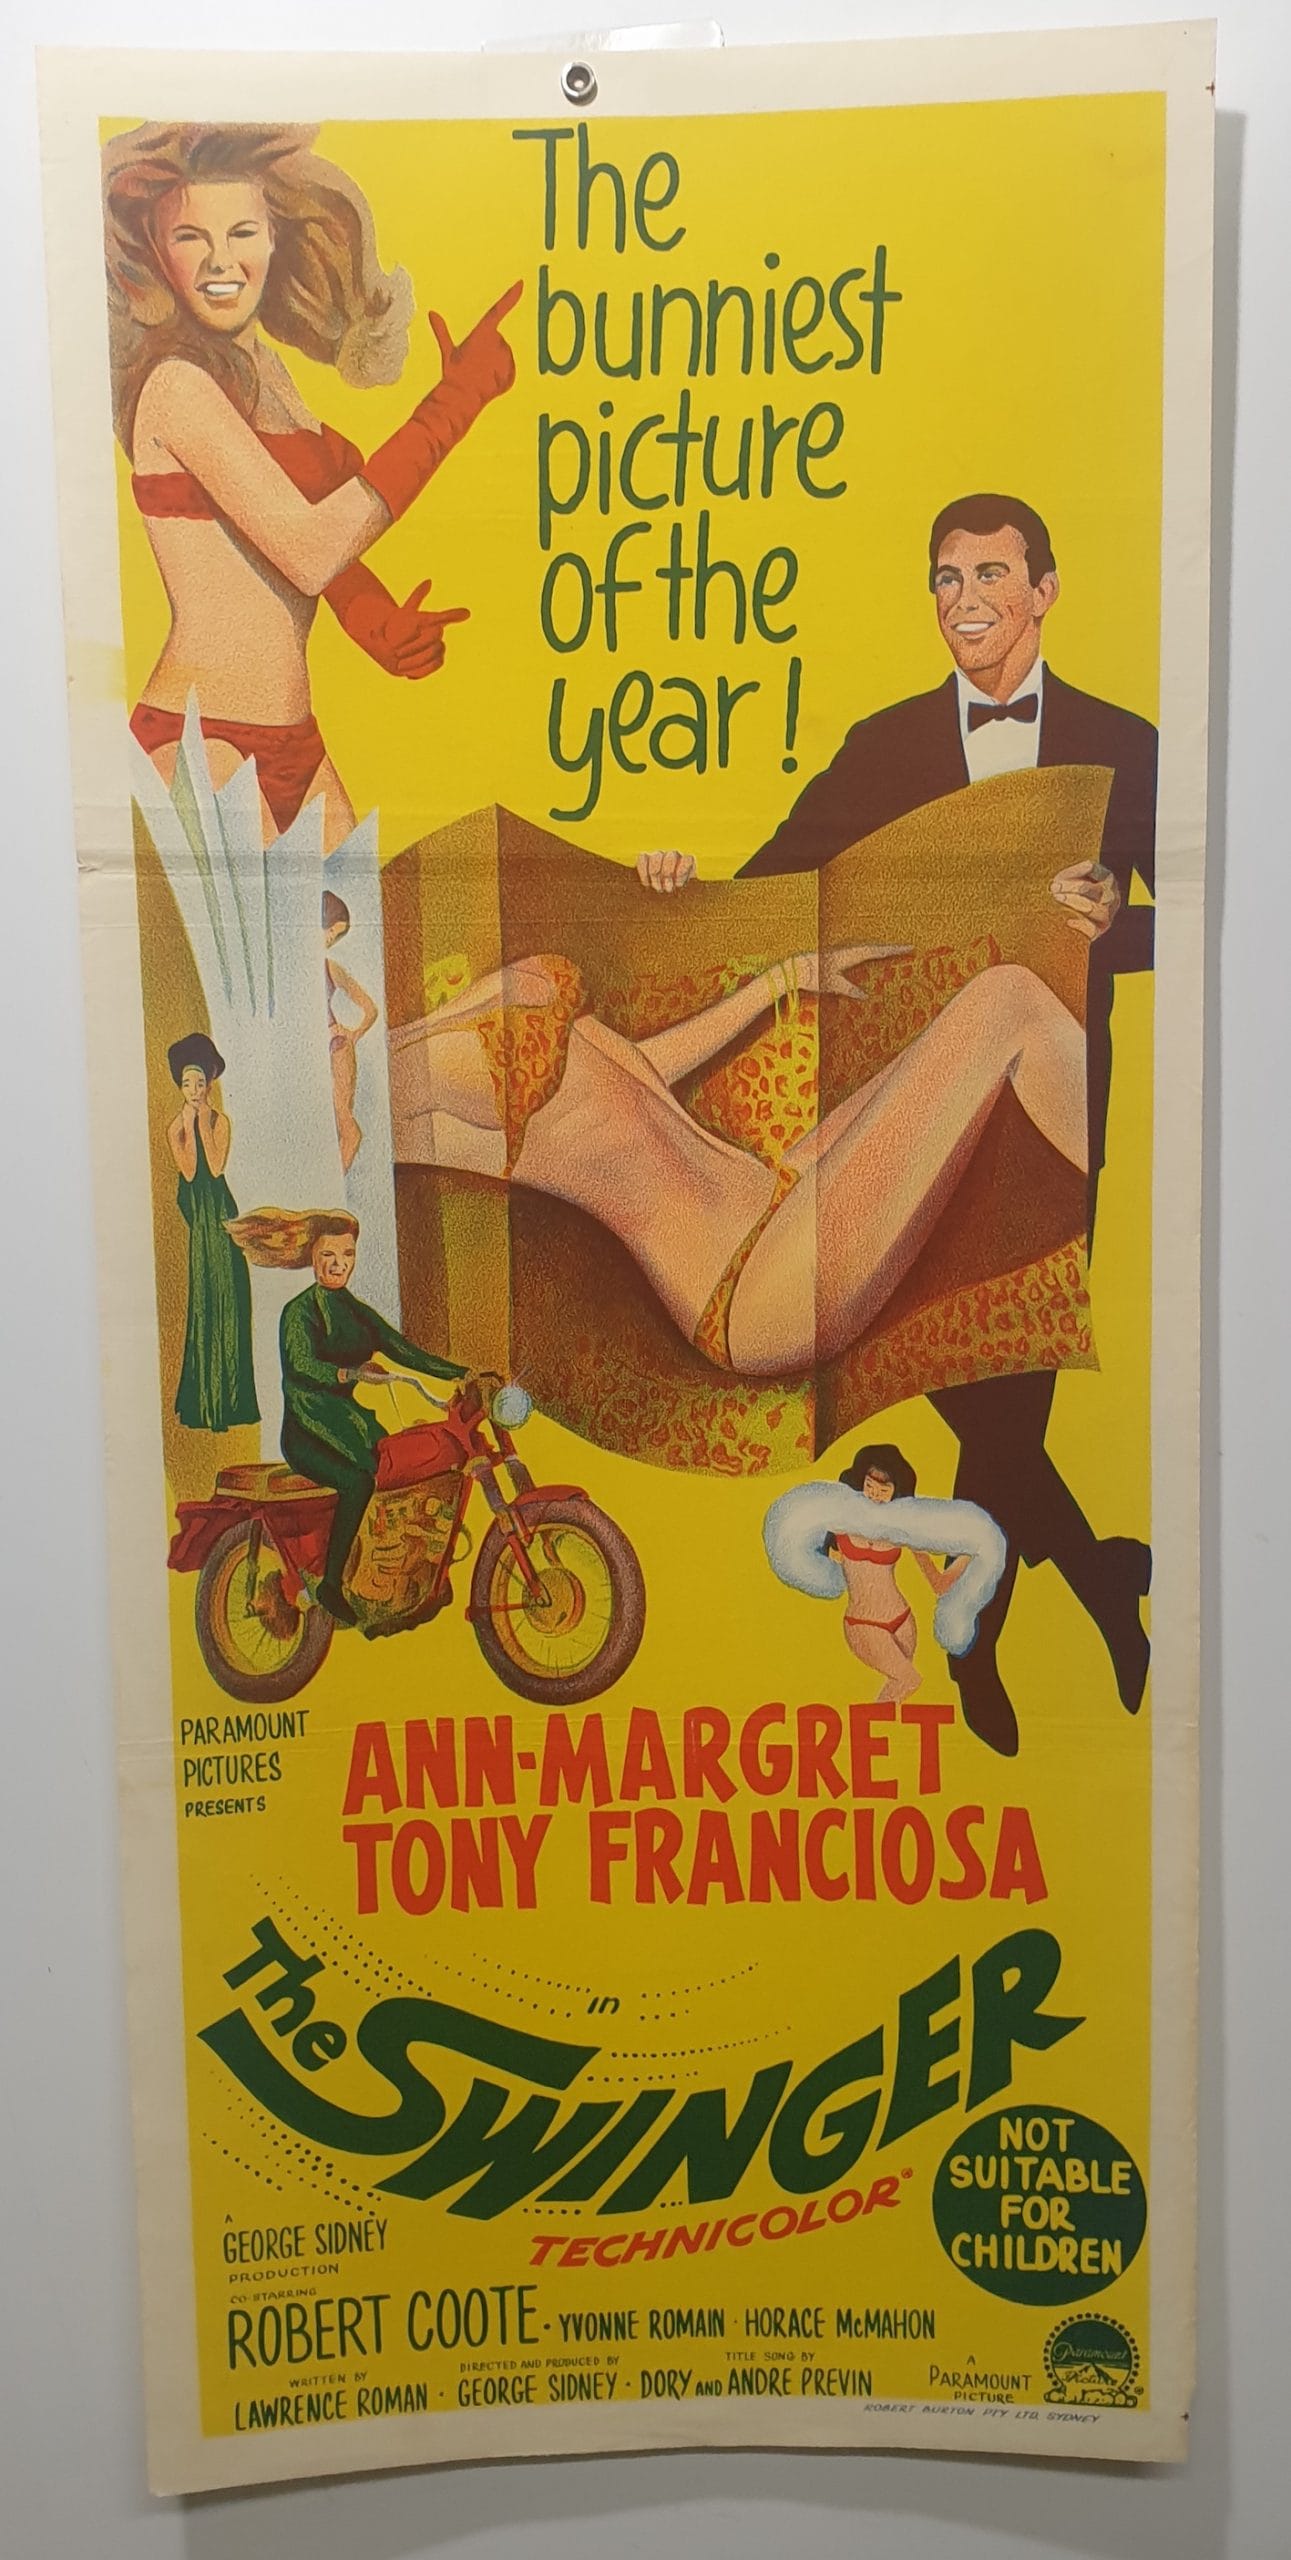 The
bunniest
picture
of the
year!
PARAMOUNT
PICTURES
PRESENTS
ANN-MARGRET
TONY FRANCIOSA
in
The SWINGER
TECHNICOLOR®
NOT
SUITABLE
FOR
CHILDREN
A
GEORGE SIDNEY
PRODUCTION
CO-STARRING
ROBERT COOTE · YVONNE ROMAIN · HORACE McMAHON
WRITTEN BY
LAWRENCE ROMAN ·
DIRECTED AND PRODUCED BY
GEORGE SIDNEY ·
TITLE SONG BY
DORY AND ANDRE PREVIN
A
PARAMOUNT
PICTURE
Paramount
Picture
®
ROBERT BURTON PTY LTD. SYDNEY